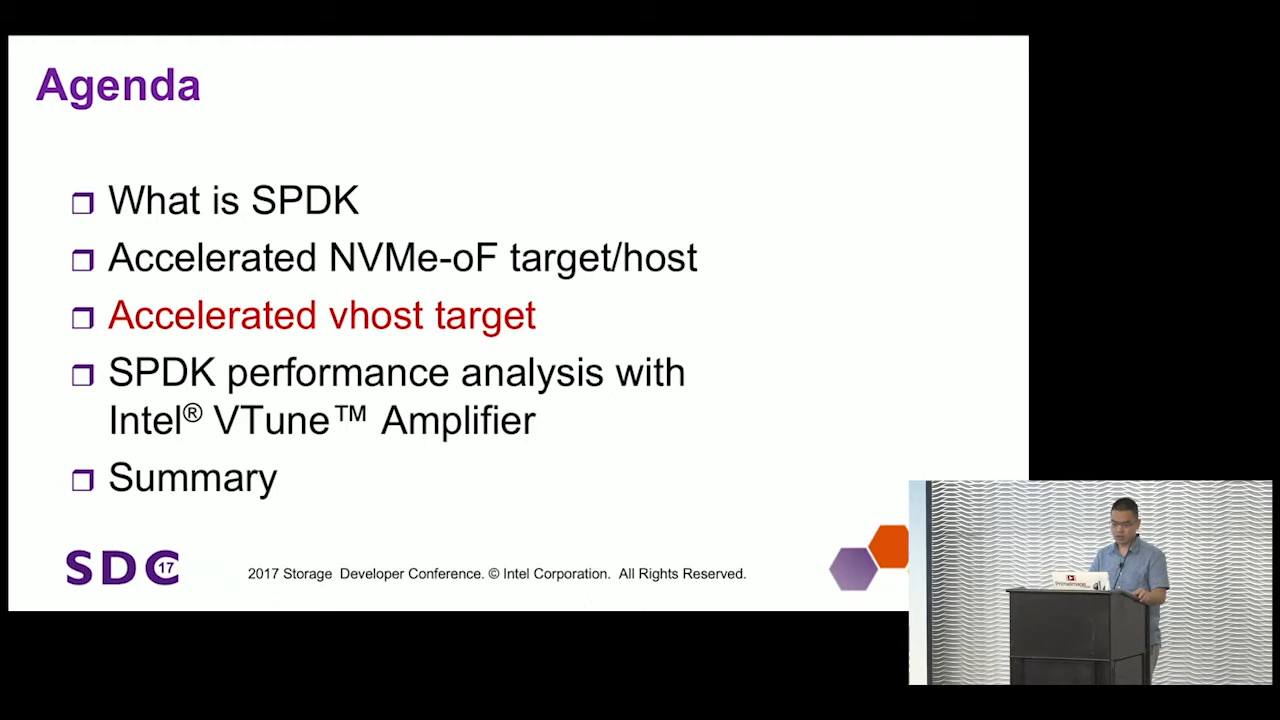 Agenda
What is SPDK
Accelerated NVMe-oF target/host
Accelerated vhost target
SPDK performance analysis with
Intel® VTune™ Amplifier
Summary
SDC 17
2017 Storage Developer Conference. © Intel Corporation. All Rights Reserved.
PrimeImage